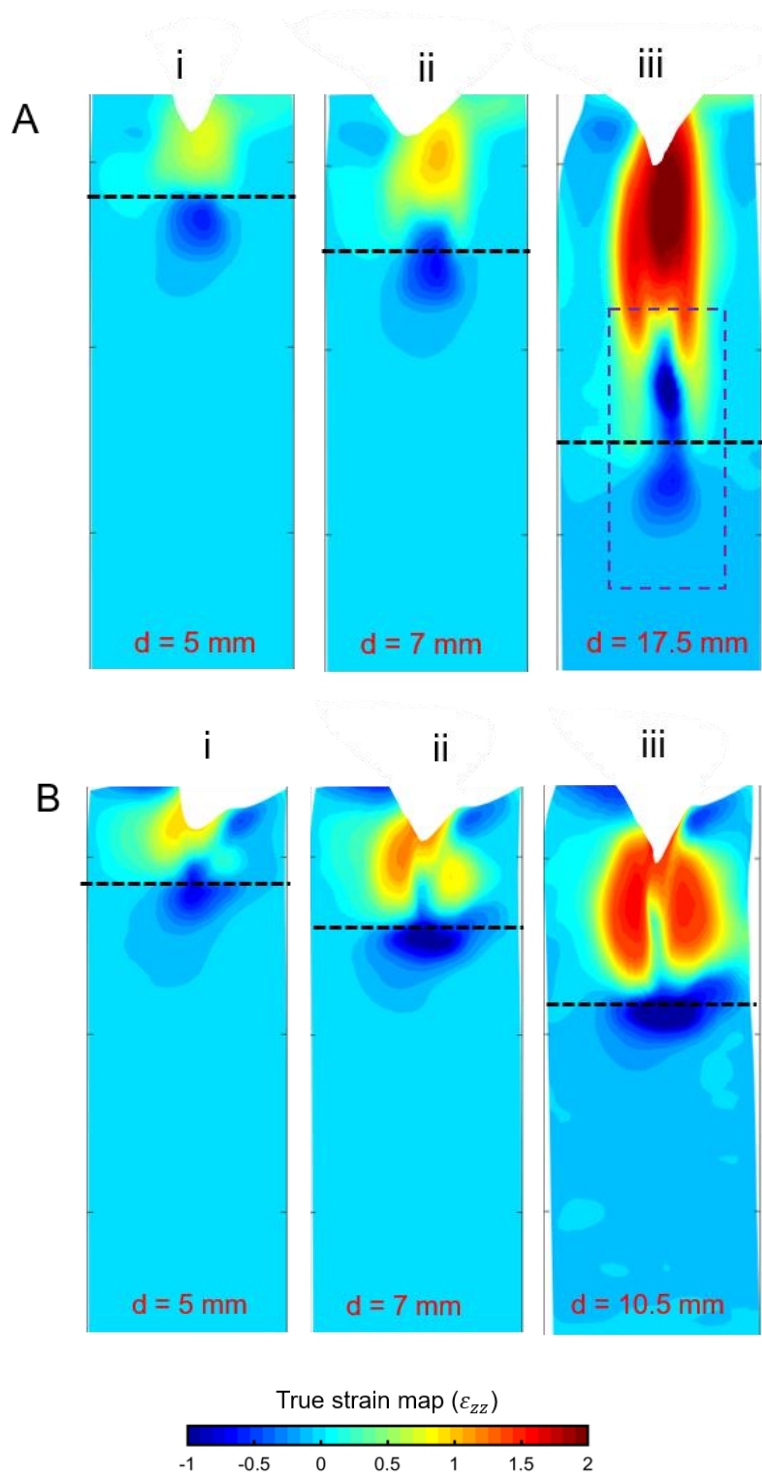 i ii iii
A
d = 5 mm d = 7 mm d = 17.5 mm
i ii iii
B
d = 5 mm d = 7 mm d = 10.5 mm
True strain map (εzz)
-1 -0.5 0 0.5 1 1.5 2